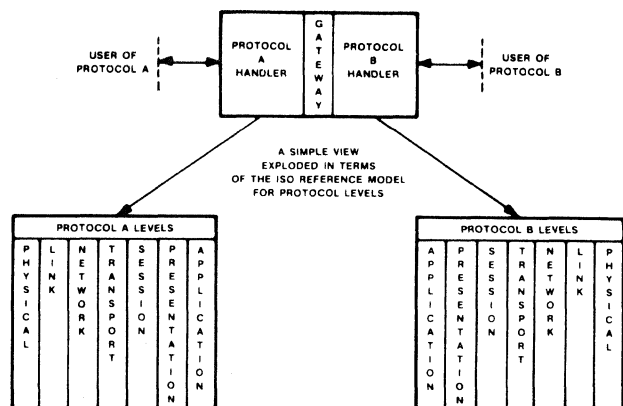 USER OF
PROTOCOL A
PROTOCOL
A
HANDLER
GATEWAY
PROTOCOL
B
HANDLER
USER OF
PROTOCOL B
A SIMPLE VIEW
EXPLODED IN TERMS
OF THE ISO REFERENCE MODEL
FOR PROTOCOL LEVELS
PROTOCOL A LEVELS
PHYSICAL
LINK
NETWORK
TRANSPORT
SESSION
PRESENTATION
APPLICATION
PROTOCOL B LEVELS
APPLICATION
PRESENTATION
SESSION
TRANSPORT
NETWORK
LINK
PHYSICAL